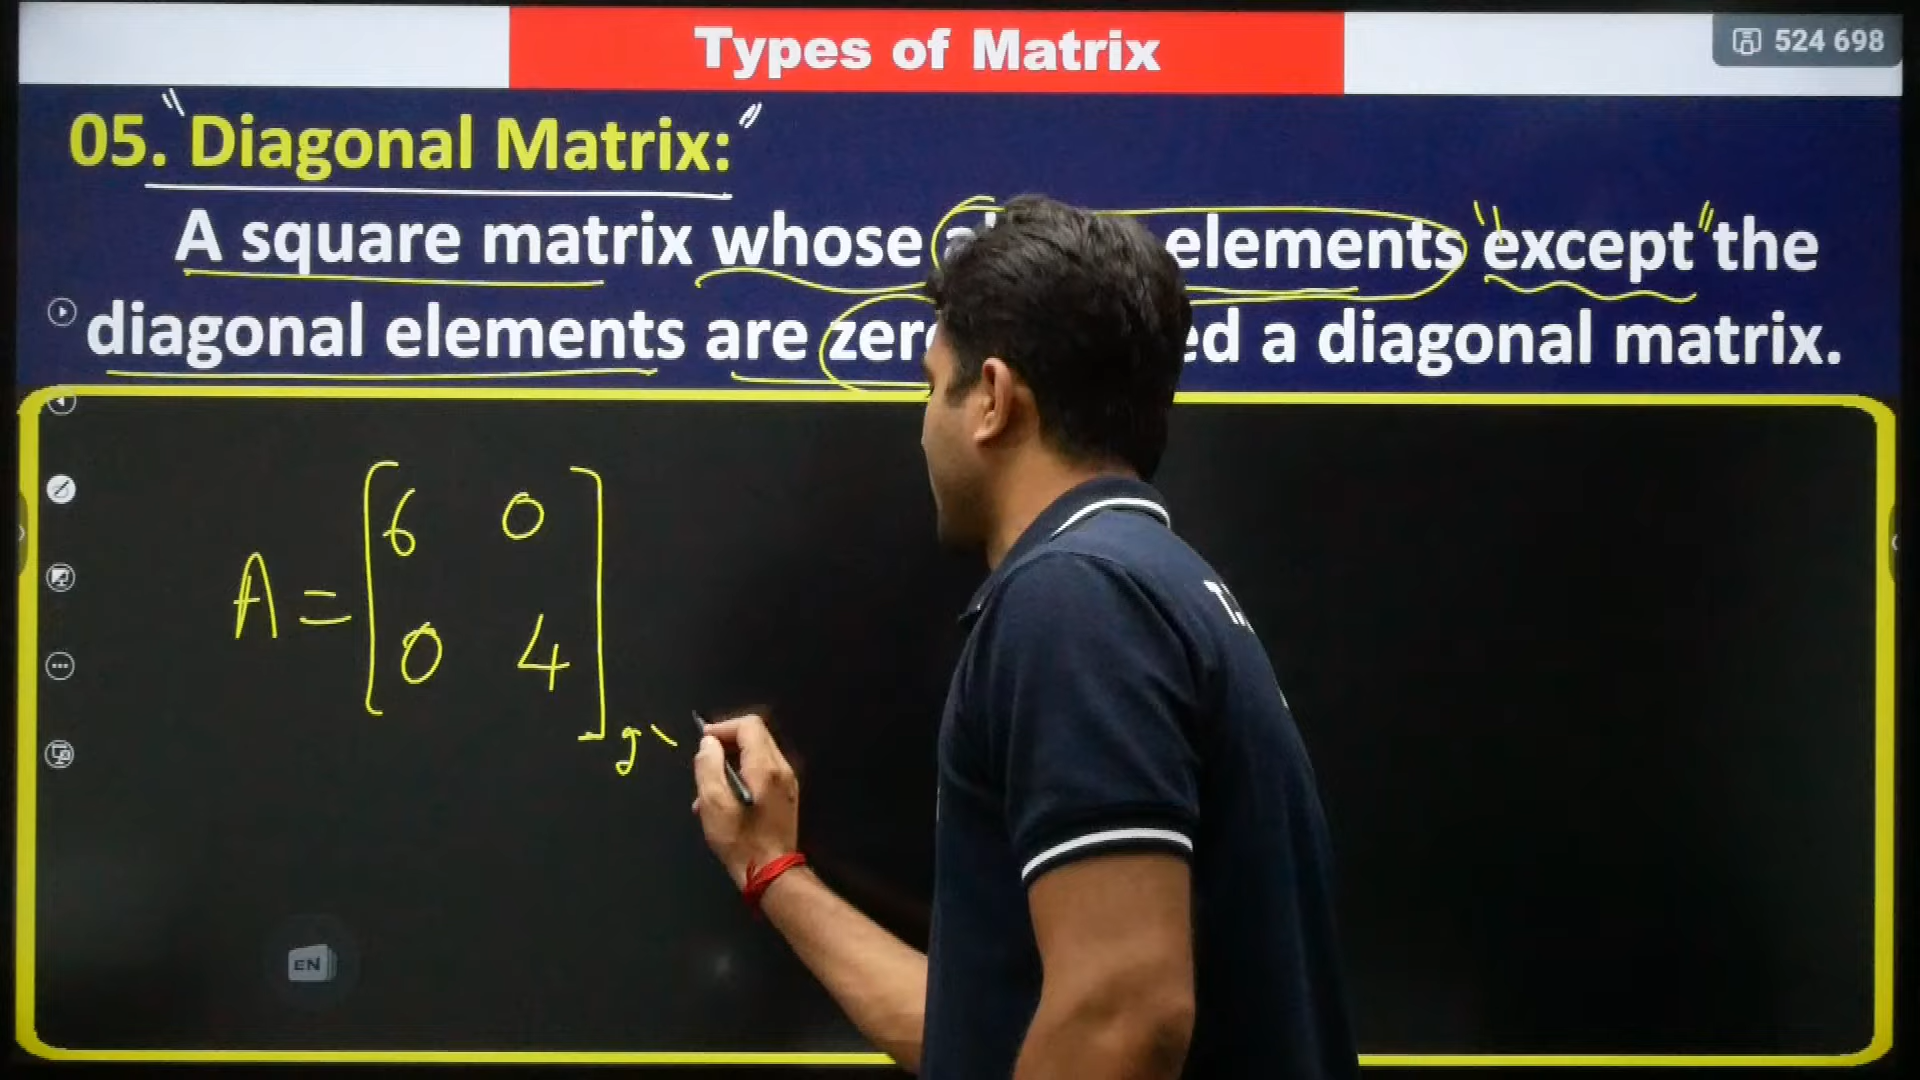 Types of Matrix
524 698
05. "Diagonal Matrix:"
A square matrix whose elements "except" the
diagonal elements are a diagonal matrix.
A = [6 0
0 4]
EN